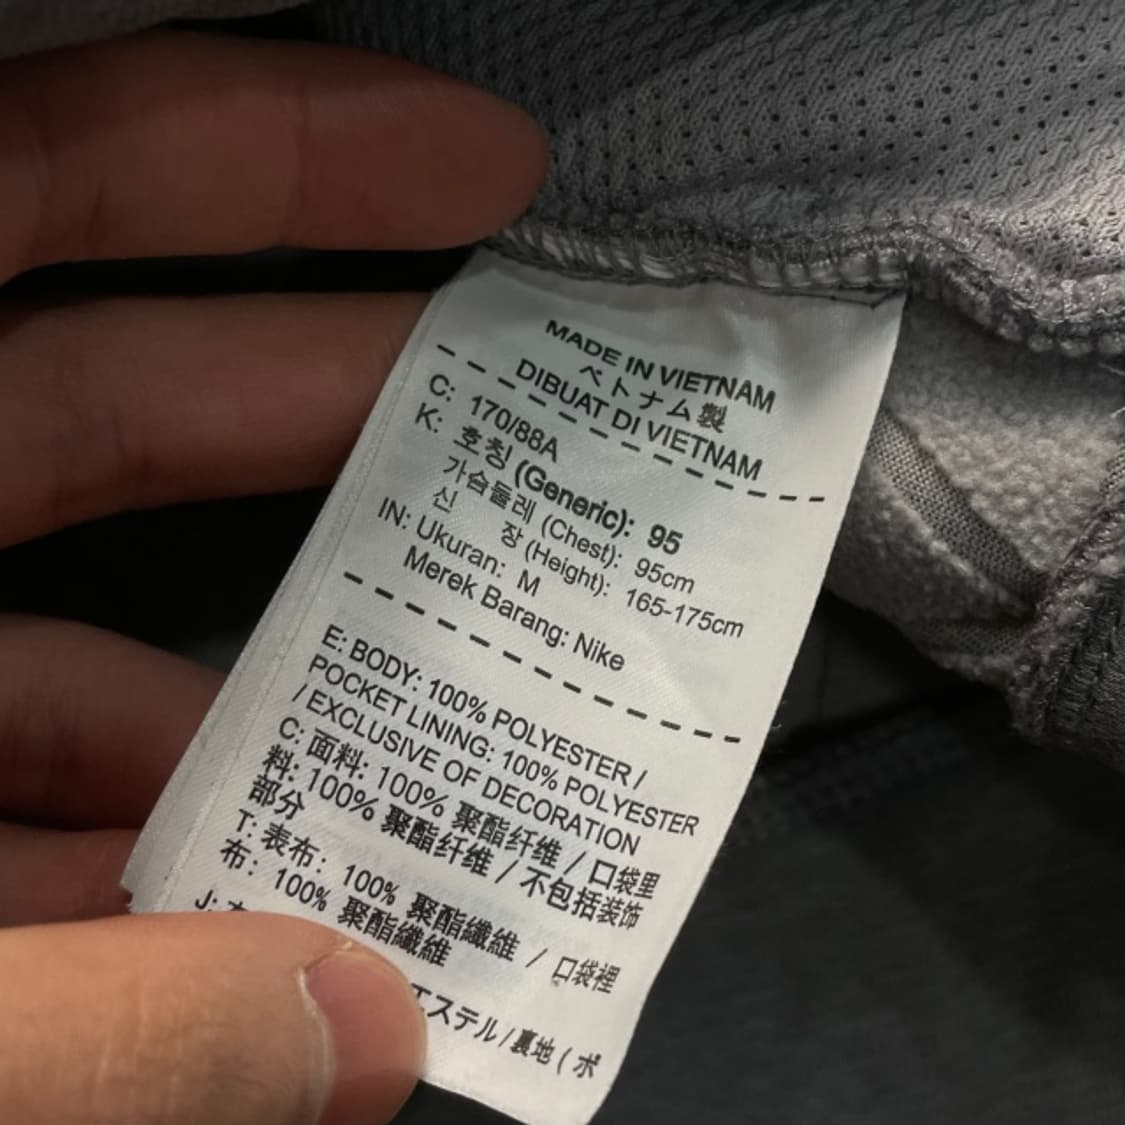 MADE IN VIETNAM
ベトナム製
DIBUAT DI VIETNAM
C: 170/88A
K: 호칭 (Generic): 95
가슴둘레 (Chest): 95cm
신 장 (Height): 165-175cm
IN: Ukuran: M
Merek Barang: Nike
E: BODY: 100% POLYESTER /
POCKET LINING: 100% POLYESTER
/ EXCLUSIVE OF DECORATION
C: 面料: 100% 聚酯纤维 / 口袋里
料: 100% 聚酯纤维 / 不包括装饰
部分
T: 表布: 100% 聚酯纖維 / 口袋裡
布: 100% 聚酯纖維
J: エステル/裏地 ( ポ